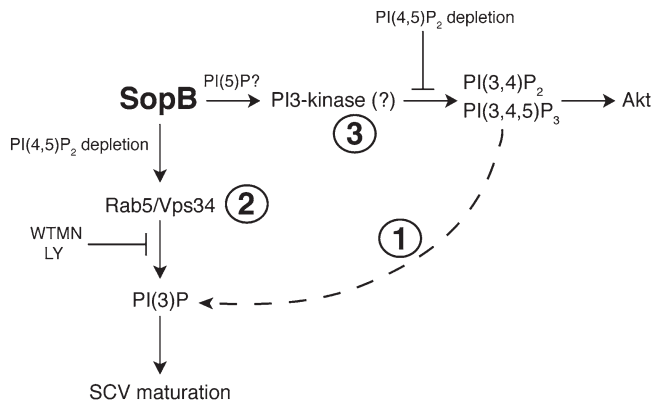 PI(4,5)P2 depletion
SopB
PI(5)P?
PI3-kinase (?)
PI(3,4)P2
PI(3,4,5)P3
Akt
3
PI(4,5)P2 depletion
Rab5/Vps34
2
1
WTMN
LY
PI(3)P
SCV maturation